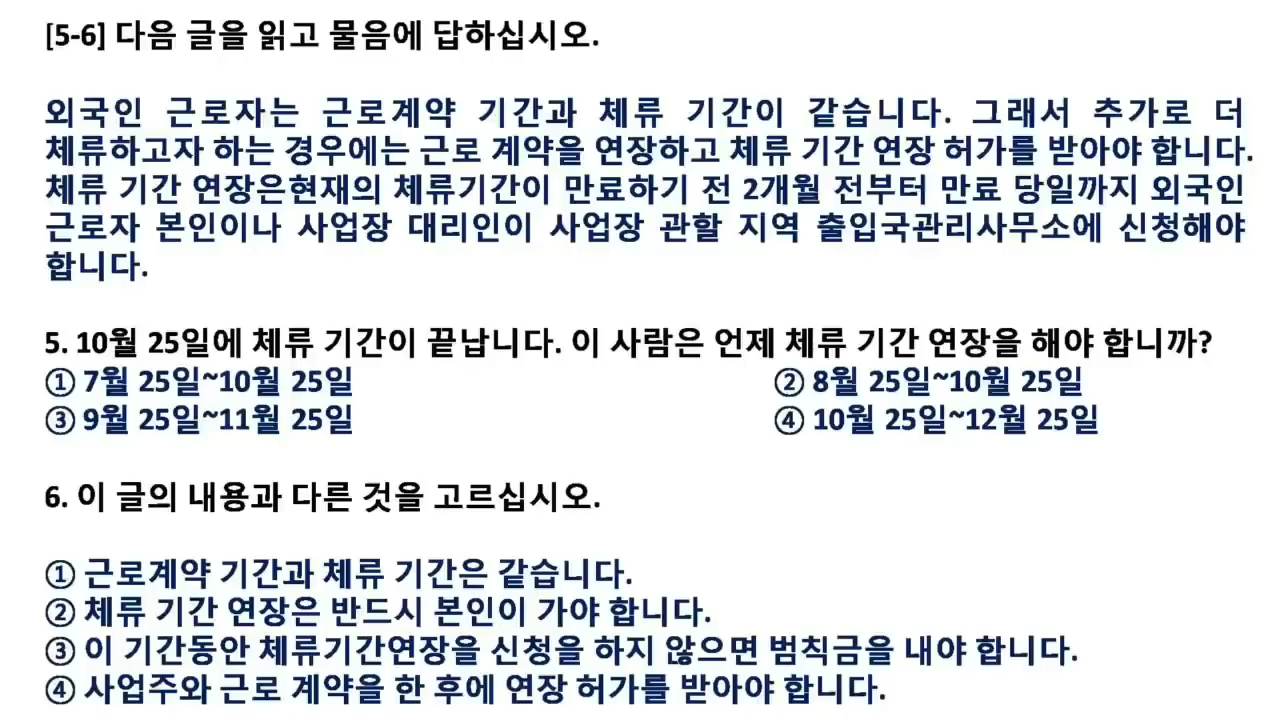 [5-6] 다음 글을 읽고 물음에 답하십시오.
외국인 근로자는 근로계약 기간과 체류 기간이 같습니다. 그래서 추가로 더
체류하고자 하는 경우에는 근로 계약을 연장하고 체류 기간 연장 허가를 받아야 합니다.
체류 기간 연장은현재의 체류기간이 만료하기 전 2개월 전부터 만료 당일까지 외국인
근로자 본인이나 사업장 대리인이 사업장 관할 지역 출입국관리사무소에 신청해야
합니다.
5. 10월 25일에 체류 기간이 끝납니다. 이 사람은 언제 체류 기간 연장을 해야 합니까?
① 7월 25일~10월 25일 ② 8월 25일~10월 25일
③ 9월 25일~11월 25일 ④ 10월 25일~12월 25일
6. 이 글의 내용과 다른 것을 고르십시오.
① 근로계약 기간과 체류 기간은 같습니다.
② 체류 기간 연장은 반드시 본인이 가야 합니다.
③ 이 기간동안 체류기간연장을 신청을 하지 않으면 범칙금을 내야 합니다.
④ 사업주와 근로 계약을 한 후에 연장 허가를 받아야 합니다.